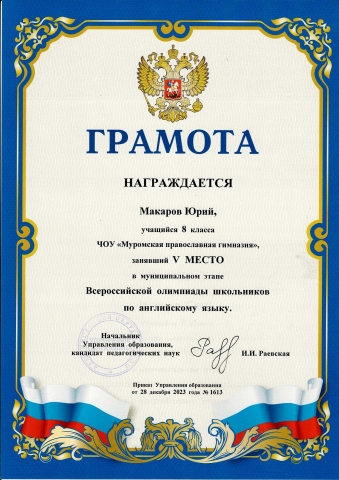 ГРАМОТА
НАГРАЖДАЕТСЯ
Макаров Юрий,
учащийся 8 класса
ЧОУ «Муромская православная гимназия»,
занявший V МЕСТО
в муниципальном этапе
Всероссийской олимпиады школьников
по английскому языку.
Начальник
Управления образования,
кандидат педагогических наук
И.И. Раевская
Приказ Управления образования
от 28 декабря 2023 года № 1613